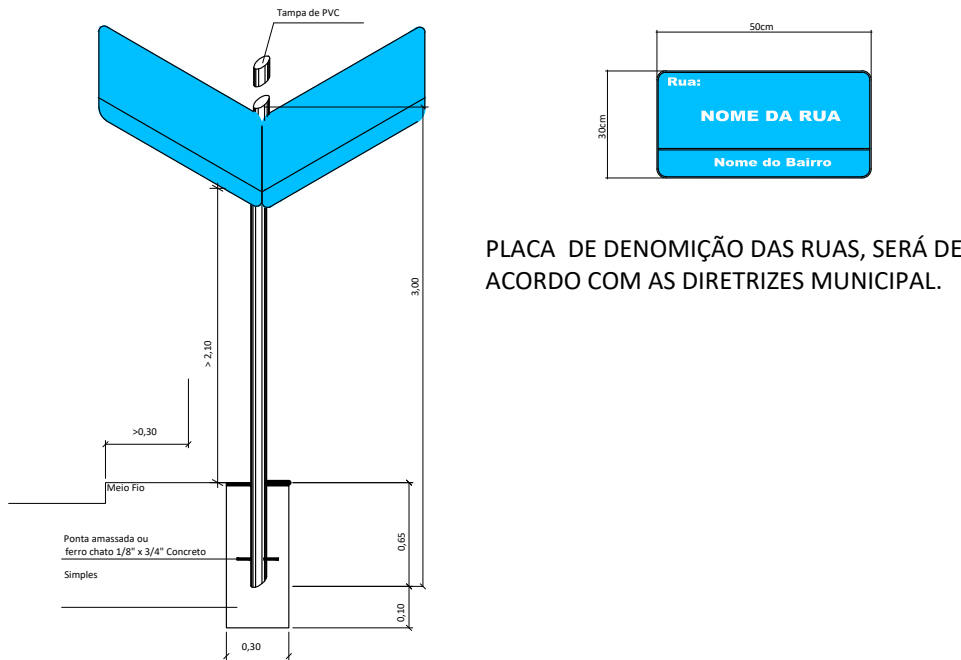 Tampa de PVC
50cm
30cm
Rua:
NOME DA RUA
Nome do Bairro
PLACA DE DENOMIÇÃO DAS RUAS, SERÁ DE
ACORDO COM AS DIRETRIZES MUNICIPAL.
3,00
> 2,10
>0,30
Meio Fio
Ponta amassada ou
ferro chato 1/8" x 3/4" Concreto
Simples
0,65
0,10
0,30